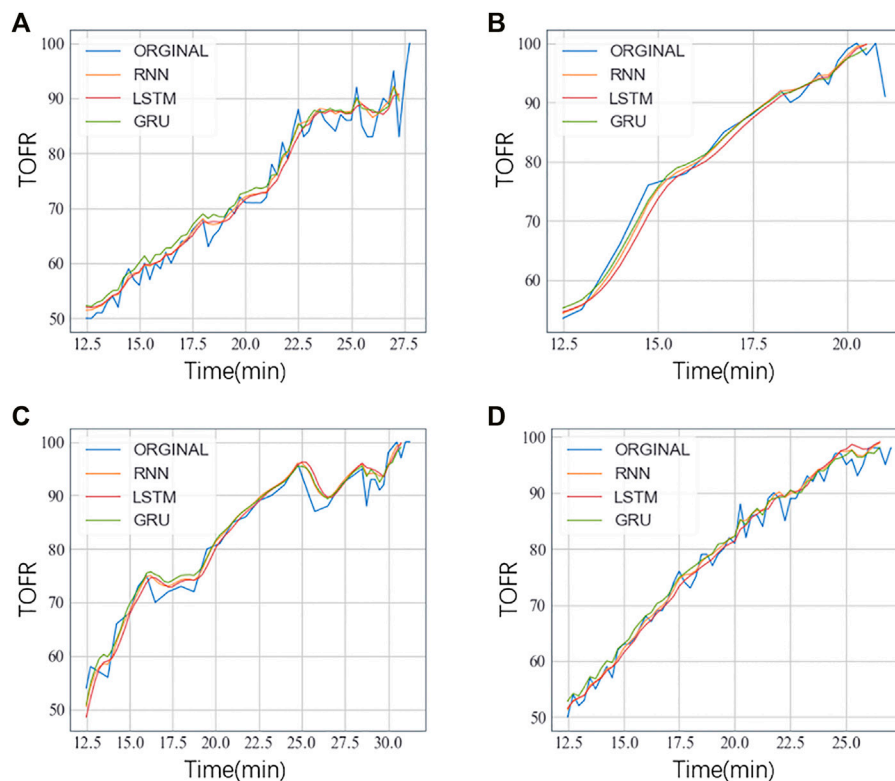 A
ORGINAL
RNN
LSTM
GRU
TOFR
100
90
80
70
60
50
12.5 15.0 17.5 20.0 22.5 25.0 27.5
Time(min)
B
ORGINAL
RNN
LSTM
GRU
TOFR
100
90
80
70
60
12.5 15.0 17.5 20.0
Time(min)
C
ORGINAL
RNN
LSTM
GRU
TOFR
100
90
80
70
60
50
12.5 15.0 17.5 20.0 22.5 25.0 27.5 30.0
Time(min)
D
ORGINAL
RNN
LSTM
GRU
TOFR
100
90
80
70
60
50
12.5 15.0 17.5 20.0 22.5 25.0
Time(min)